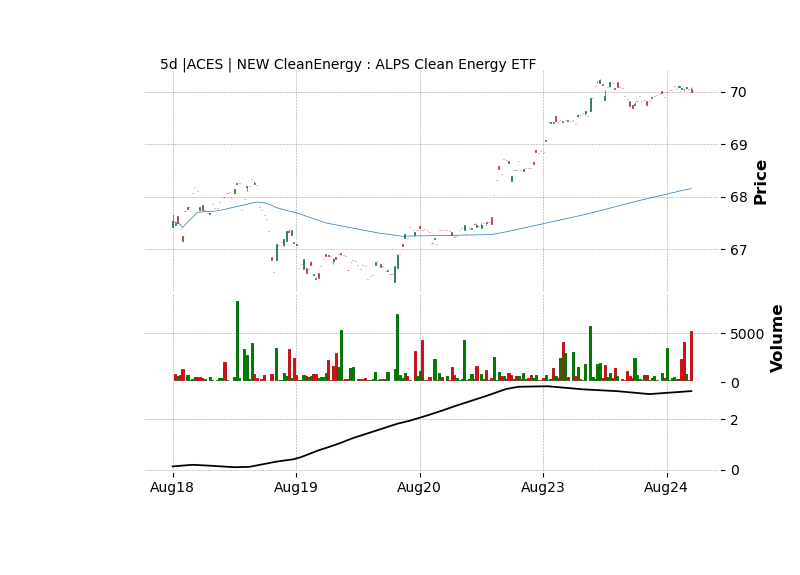 5d |ACES | NEW CleanEnergy : ALPS Clean Energy ETF
70
69
68
67
Price
5000
0
Volume
2
0
Aug18 Aug19 Aug20 Aug23 Aug24